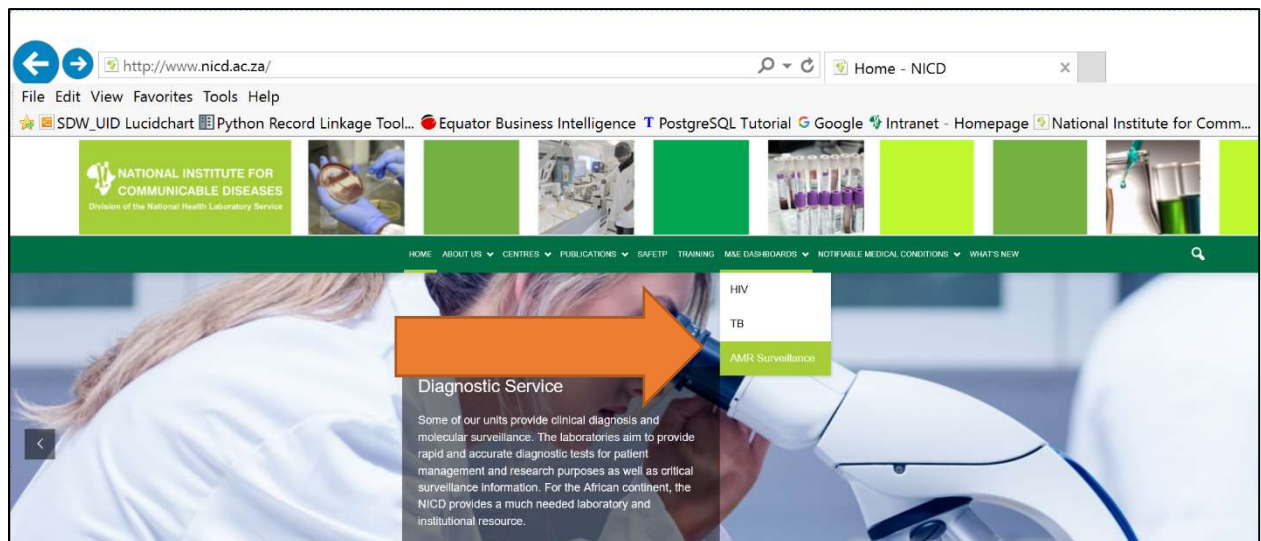 http://www.nicd.ac.za/
Home - NICD
File Edit View Favorites Tools Help
SDW_UID Lucidchart Python Record Linkage Tool... Equator Business Intelligence T PostgreSQL Tutorial G Google Intranet - Homepage National Institute for Comm...
NATIONAL INSTITUTE FOR
COMMUNICABLE DISEASES
Division of the National Health Laboratory Service
HOME ABOUT US CENTRES PUBLICATIONS SAFETP TRAINING M&E DASHBOARDS NOTIFIABLE MEDICAL CONDITIONS WHAT'S NEW
HIV
TB
AMR Surveillance
Diagnostic Service
Some of our units provide clinical diagnosis and
molecular surveillance. The laboratories aim to provide
rapid and accurate diagnostic tests for patient
management and research purposes as well as critical
surveillance information. For the African continent, the
NICD provides a much needed laboratory and
institutional resource.